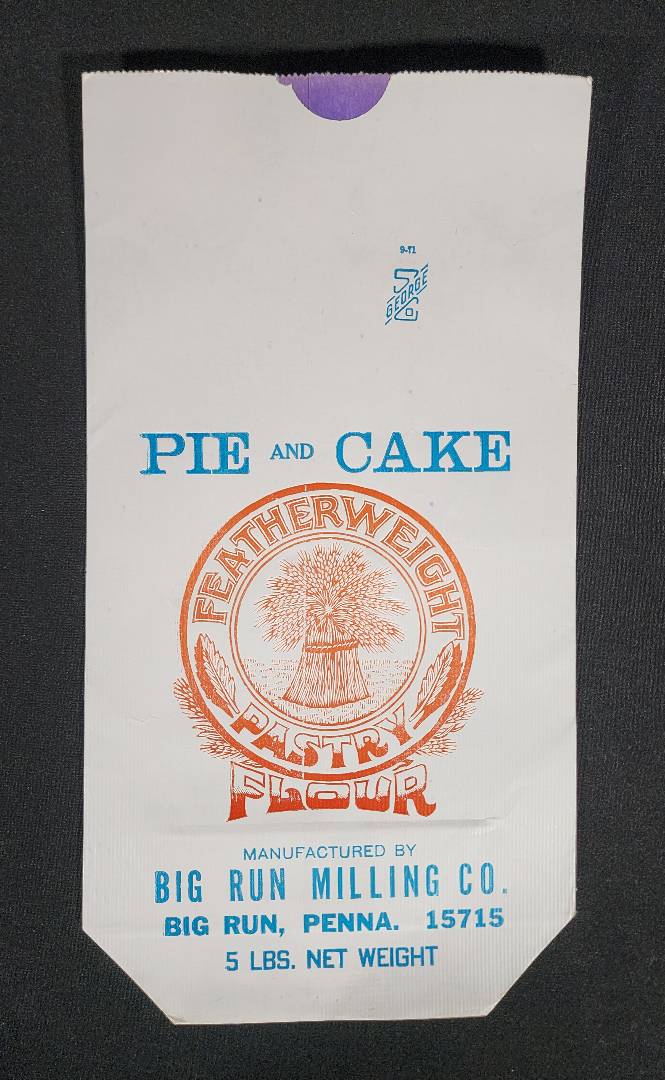 9-71
GEORGE
Co
PIE AND CAKE
FEATHERWEIGHT
PASTRY
FLOUR
MANUFACTURED BY
BIG RUN MILLING CO.
BIG RUN, PENNA. 15715
5 LBS. NET WEIGHT